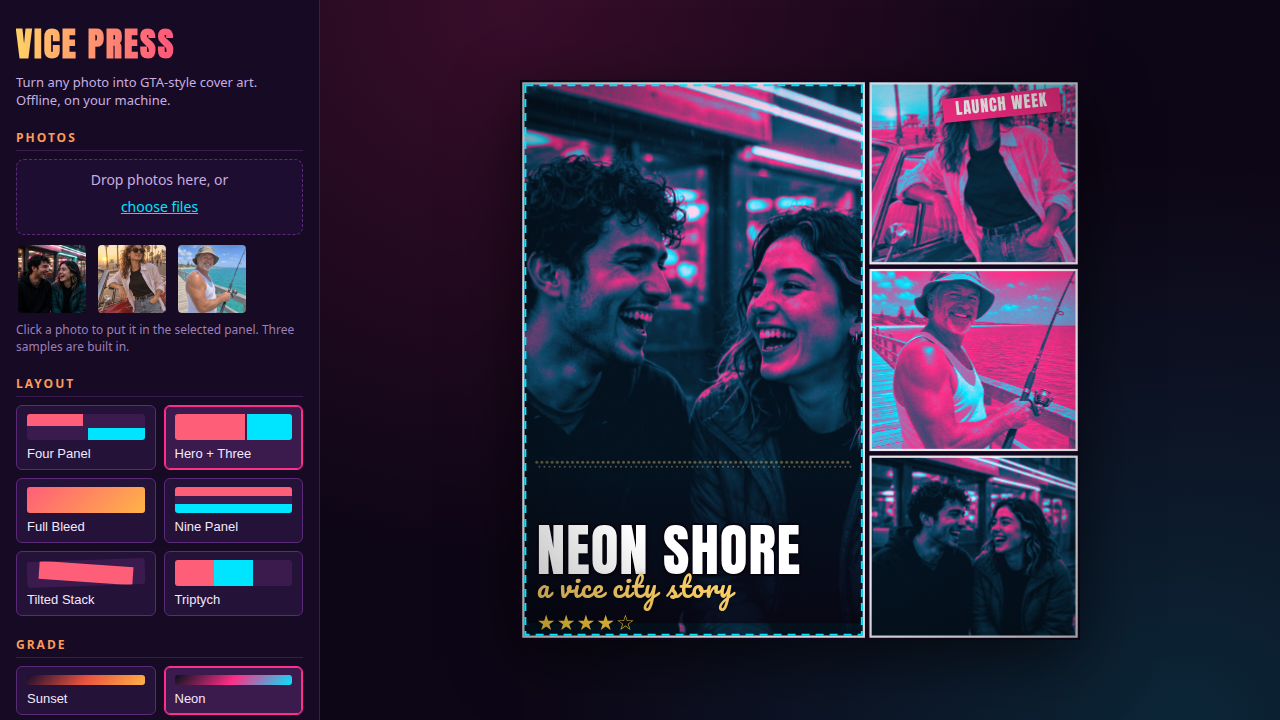 VICE PRESS
Turn any photo into GTA-style cover art.
Offline, on your machine.
PHOTOS
Drop photos here, or
choose files
Click a photo to put it in the selected panel. Three
samples are built in.
LAYOUT
Four Panel
Hero + Three
Full Bleed
Nine Panel
Tilted Stack
Triptych
GRADE
Sunset
Neon
LAUNCH WEEK
NEON SHORE
a vice city story
★★★★☆